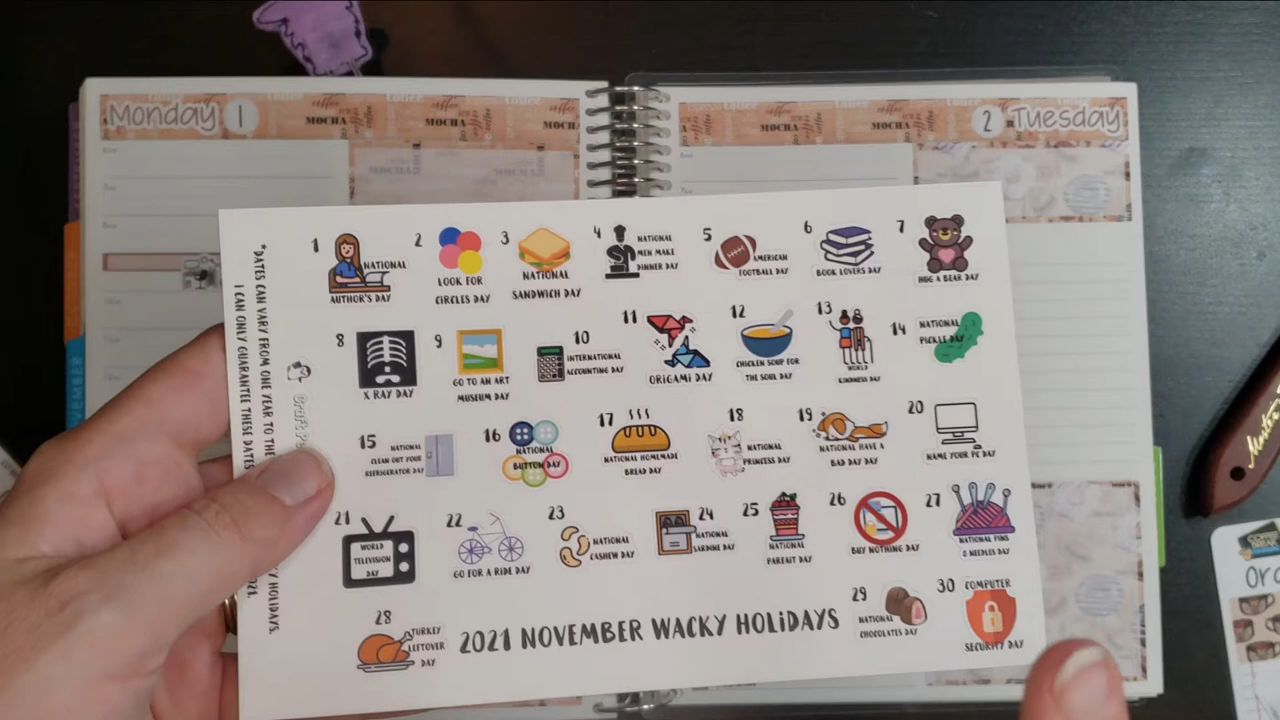 Monday 1
coffee
MOCHA
MOCHA
MOCHA
MOCHA
MOCHA
2 Tuesday
1
NATIONAL
AUTHOR'S DAY
2
LOOK FOR
CIRCLES DAY
3
NATIONAL
SANDWICH DAY
4
NATIONAL
MEN MAKE
DINNER DAY
5
AMERICAN
FOOTBALL DAY
6
BOOK LOVERS DAY
7
HUG A BEAR DAY
8
X RAY DAY
9
GO TO AN ART
MUSEUM DAY
10
INTERNATIONAL
ACCOUNTING DAY
11
ORIGAMI DAY
12
CHICKEN SOUP FOR
THE SOUL DAY
13
WORLD
KINDNESS DAY
14
NATIONAL
PICKLE DAY
15
NATIONAL
CLEAN OUT YOUR
REFRIGERATOR DAY
16
NATIONAL
BUTTON DAY
17
NATIONAL HOMEMADE
BREAD DAY
18
NATIONAL
PRINCESS DAY
19
NATIONAL HAVE A
BAD DAY DAY
20
NAME YOUR PC DAY
21
WORLD
TELEVISION
DAY
22
GO FOR A RIDE DAY
23
NATIONAL
CASHEW DAY
24
NATIONAL
SARDINE DAY
25
NATIONAL
PARFAIT DAY
26
BUY NOTHING DAY
27
NATIONAL PINS
& NEEDLES DAY
28
TURKEY
LEFTOVER
DAY
2021 NOVEMBER WACKY HOLIDAYS
29
NATIONAL
CHOCOLATES DAY
30
COMPUTER
SECURITY DAY
*DATES CAN VARY FROM ONE YEAR TO THE
HOLIDAYS.
I CAN ONLY GUARANTEE THESE DATES
2021.